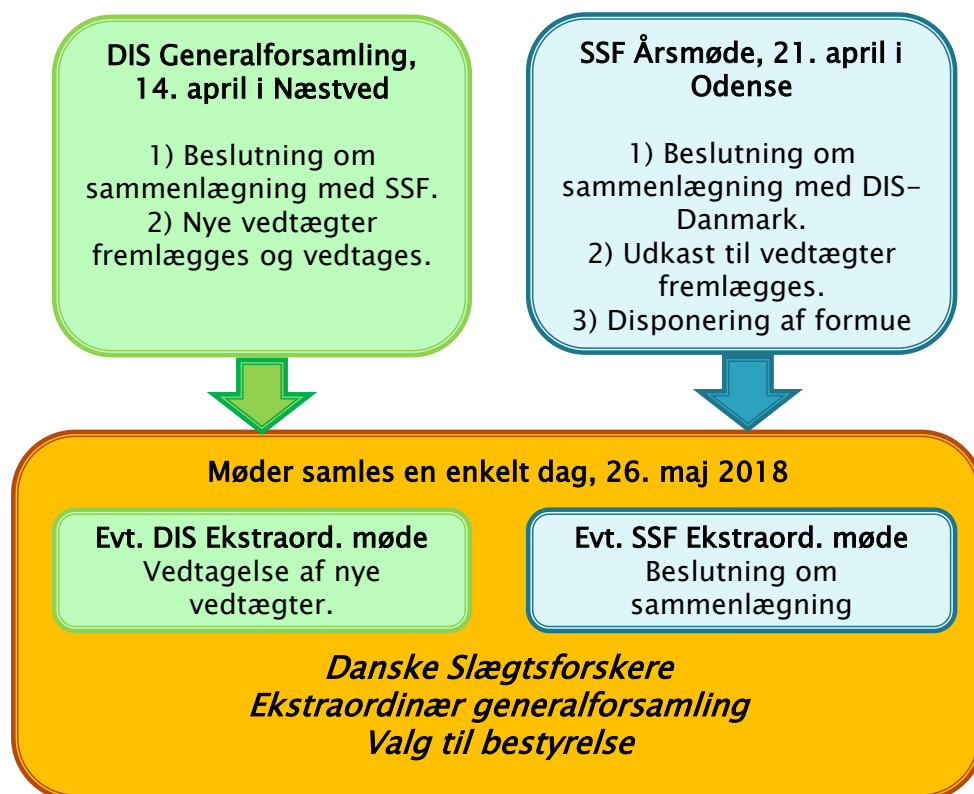 DIS Generalforsamling,
14. april i Næstved
1) Beslutning om
sammenlægning med SSF.
2) Nye vedtægter
fremlægges og vedtages.
SSF Årsmøde, 21. april i
Odense
1) Beslutning om
sammenlægning med DIS-
Danmark.
2) Udkast til vedtægter
fremlægges.
3) Disponering af formue
Møder samles en enkelt dag, 26. maj 2018
Evt. DIS Ekstraord. møde
Vedtagelse af nye
vedtægter.
Evt. SSF Ekstraord. møde
Beslutning om
sammenlægning
Danske Slægtsforskere
Ekstraordinær generalforsamling
Valg til bestyrelse